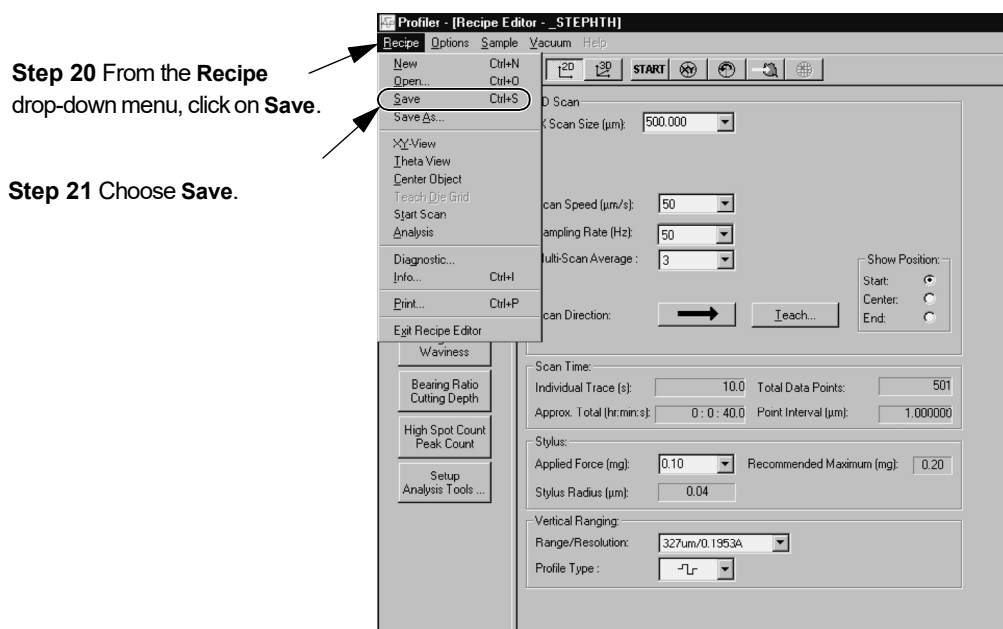 Profiler - [Recipe Editor - _STEPHTH]
Recipe Options Sample Vacuum Help
Step 20 From the Recipe
drop-down menu, click on Save.
Step 21 Choose Save.
New Ctrl+N
Open... Ctrl+O
Save Ctrl+S
Save As...
XY-View
Theta View
Center Object
Teach Die Grid
Start Scan
Analysis
Diagnostic...
Info... Ctrl+I
Print... Ctrl+P
Exit Recipe Editor
2D 3D START XY
D Scan
X Scan Size (µm): 500.000
can Speed (µm/s): 50
ampling Rate (Hz): 50
ulti-Scan Average : 3
Show Position:
Start:
Center:
End:
can Direction: Teach...
Waviness
Bearing Ratio
Cutting Depth
High Spot Count
Peak Count
Setup
Analysis Tools ...
Scan Time:
Individual Trace (s): 10.0 Total Data Points: 501
Approx. Total (hr:min:s): 0 : 0 : 40.0 Point Interval (µm): 1.000000
Stylus:
Applied Force (mg): 0.10 Recommended Maximum (mg): 0.20
Stylus Radius (µm): 0.04
Vertical Ranging:
Range/Resolution: 327um/0.1953A
Profile Type :